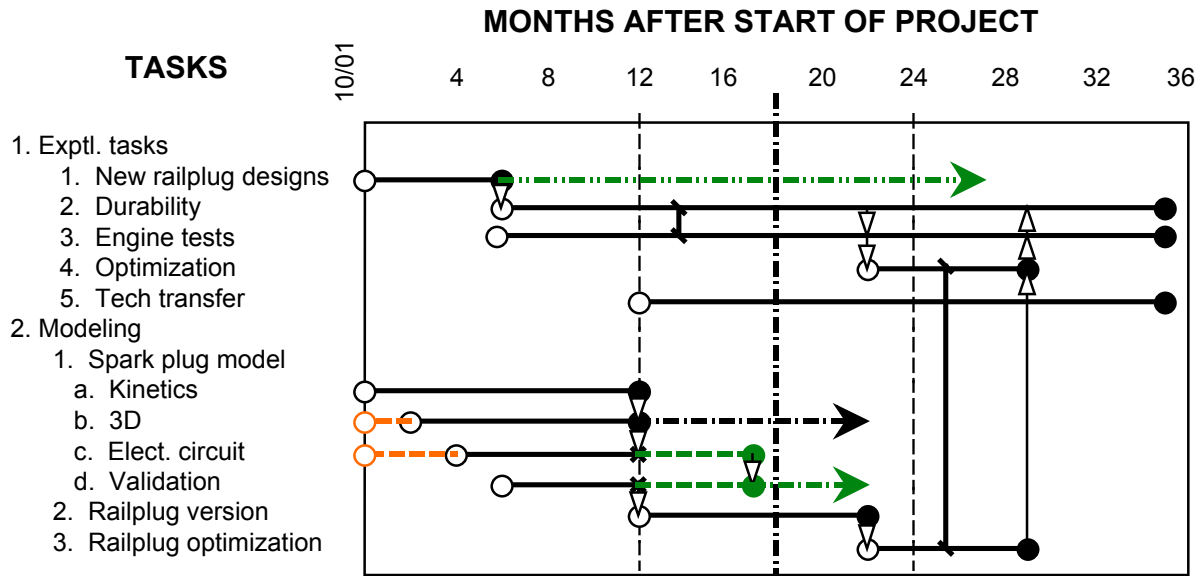 MONTHS AFTER START OF PROJECT
TASKS
10/01 4 8 12 16 20 24 28 32 36
1. Exptl. tasks
1. New railplug designs
2. Durability
3. Engine tests
4. Optimization
5. Tech transfer
2. Modeling
1. Spark plug model
a. Kinetics
b. 3D
c. Elect. circuit
d. Validation
2. Railplug version
3. Railplug optimization